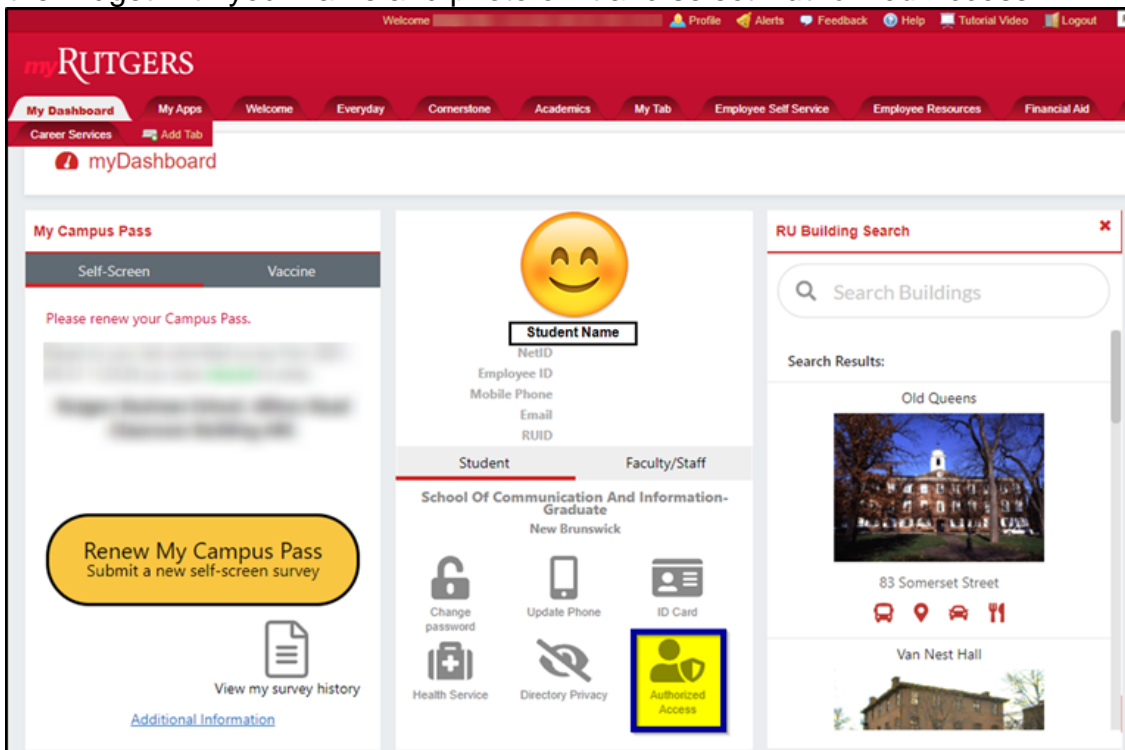 Welcome
Profile Alerts Feedback Help Tutorial Video Logout
myRUTGERS
My Dashboard My Apps Welcome Everyday Cornerstone Academics My Tab Employee Self Service Employee Resources Financial Aid
Career Services Add Tab
myDashboard
My Campus Pass
Self-Screen Vaccine
Please renew your Campus Pass.
Renew My Campus Pass
Submit a new self-screen survey
View my survey history
Additional Information
Student Name
NetID
Employee ID
Mobile Phone
Email
RUID
Student Faculty/Staff
School Of Communication And Information-
Graduate
New Brunswick
Change
password
Update Phone
ID Card
Health Service
Directory Privacy
Authorized
Access
RU Building Search
Search Buildings
Search Results:
Old Queens
83 Somerset Street
Van Nest Hall